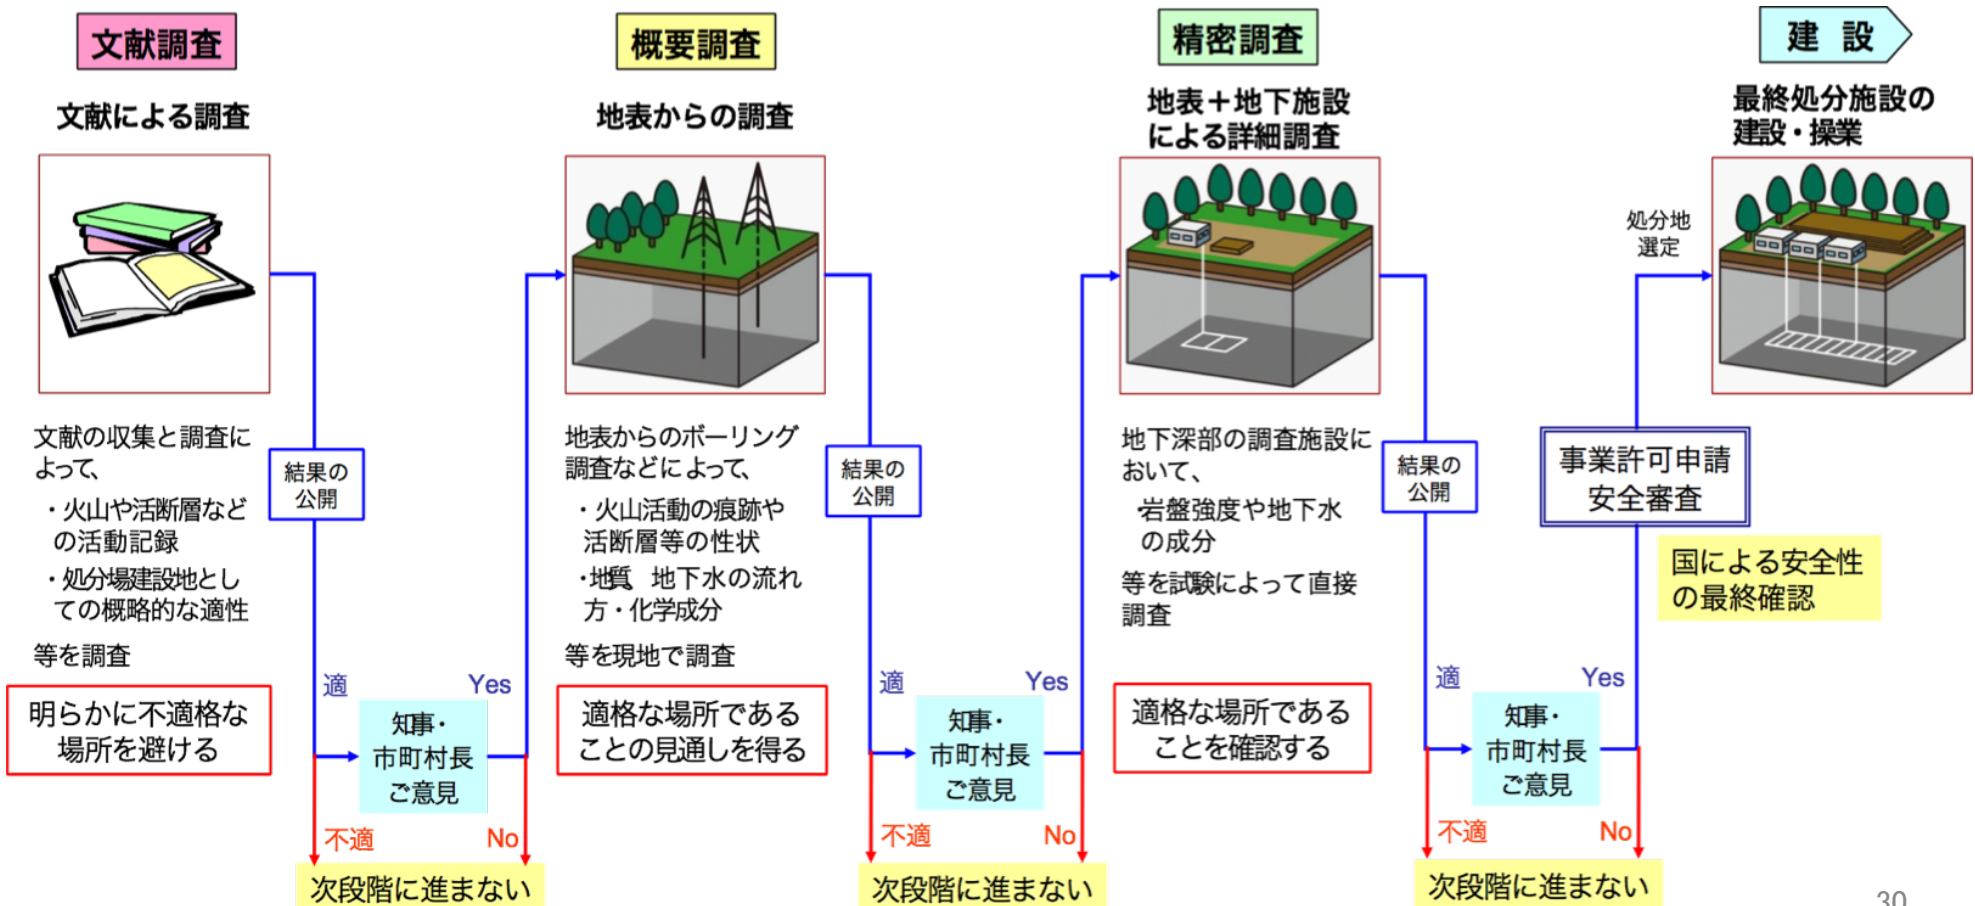 文献調査
文献による調査
文献の収集と調査に
よって、
・火山や活断層など
の活動記録
・処分場建設地とし
ての概略的な適性
等を調査
明らかに不適格な
場所を避ける
結果の
公開
適
不適
知事・
市町村長
ご意見
Yes
No
次段階に進まない
概要調査
地表からの調査
地表からのボーリング
調査などによって、
・火山活動の痕跡や
活断層等の性状
・地質、地下水の流れ
方・化学成分
等を現地で調査
適格な場所である
ことの見通しを得る
結果の
公開
適
不適
知事・
市町村長
ご意見
Yes
No
次段階に進まない
精密調査
地表＋地下施設
による詳細調査
地下深部の調査施設に
おいて、
・岩盤強度や地下水
の成分
等を試験によって直接
調査
適格な場所である
ことを確認する
結果の
公開
適
不適
知事・
市町村長
ご意見
Yes
No
次段階に進まない
建 設
最終処分施設の
建設・操業
処分地
選定
事業許可申請
安全審査
国による安全性
の最終確認
30